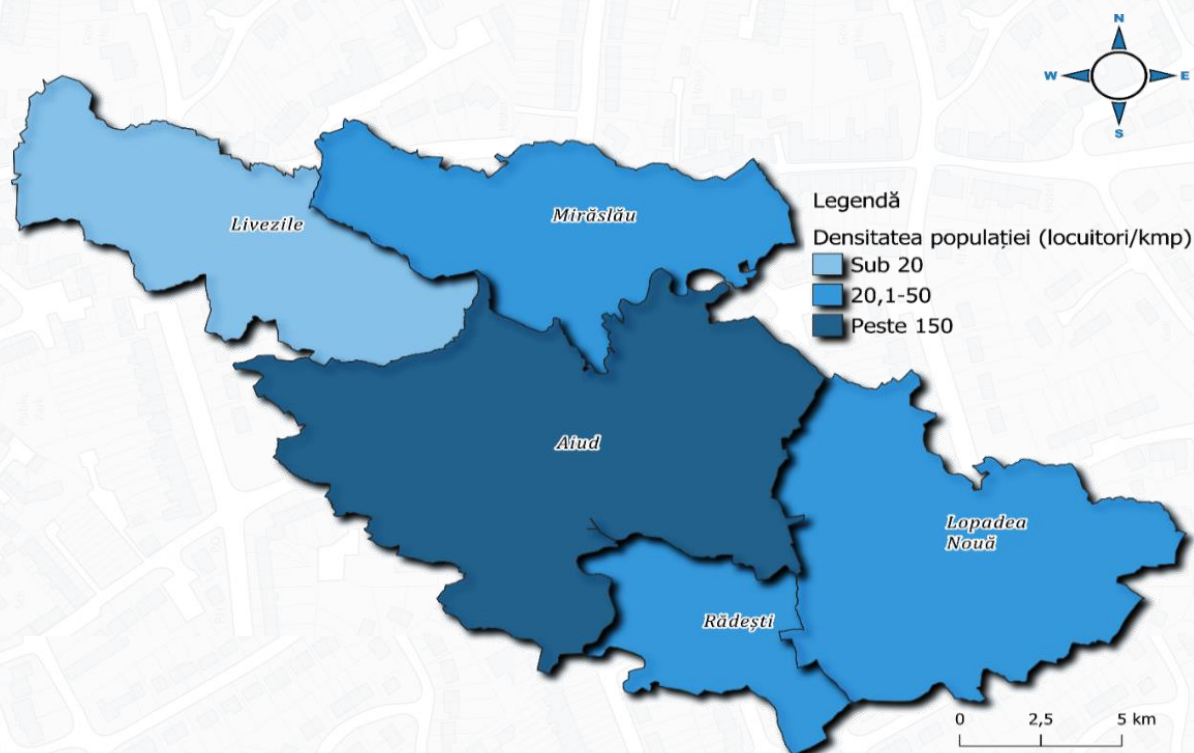 N
W
E
S
Livezile
Mirăslău
Legendă
Densitatea populației (locuitori/kmp)
Sub 20
20,1-50
Peste 150
Aiud
Lopadea
Nouă
Rădești
0 2,5 5 km